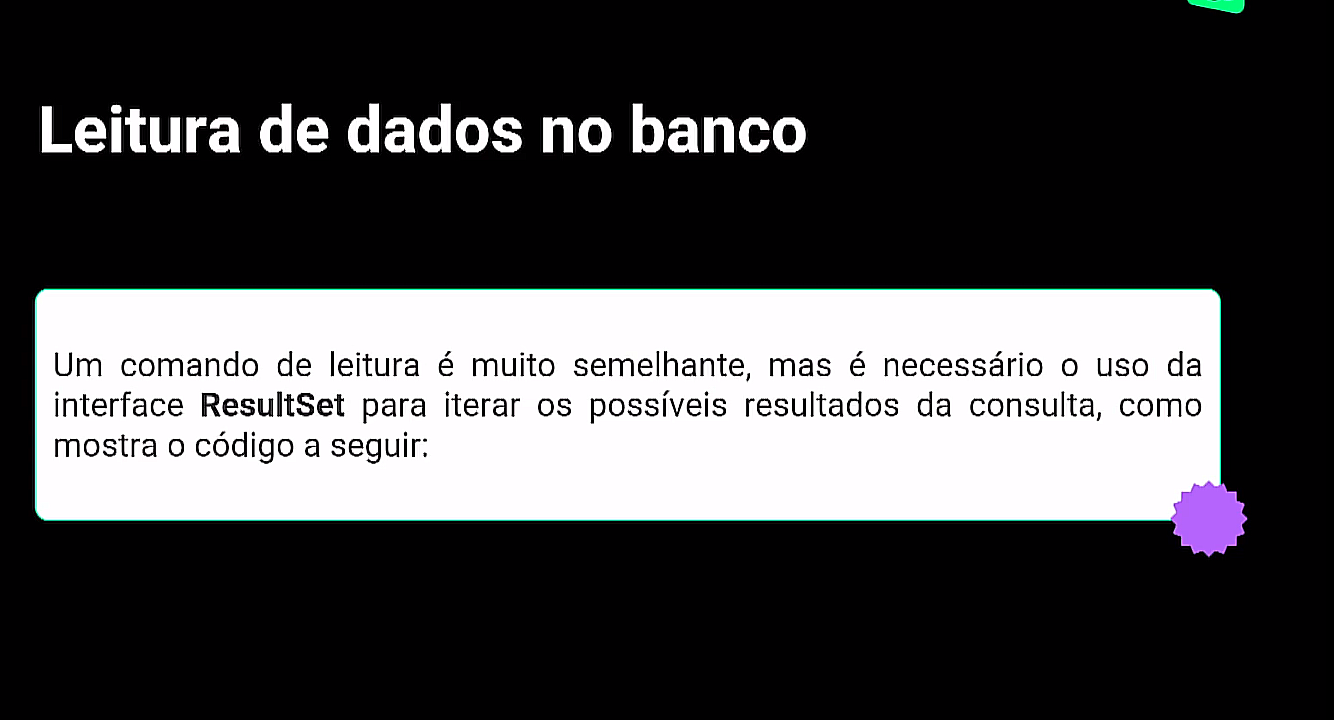 Leitura de dados no banco
Um comando de leitura é muito semelhante, mas é necessário o uso da
interface ResultSet para iterar os possíveis resultados da consulta, como
mostra o código a seguir: